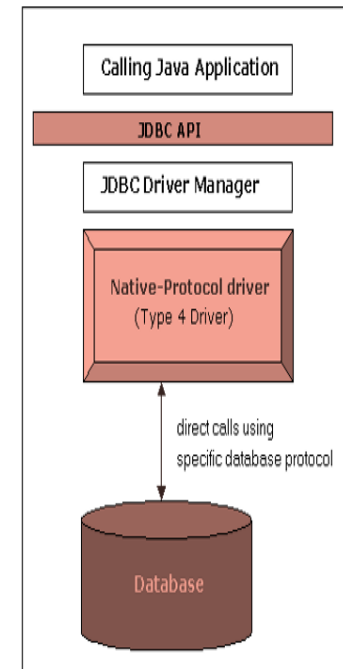 Calling Java Application
JDBC API
JDBC Driver Manager
Native-Protocol driver
(Type 4 Driver)
direct calls using
specific database protocol
Database